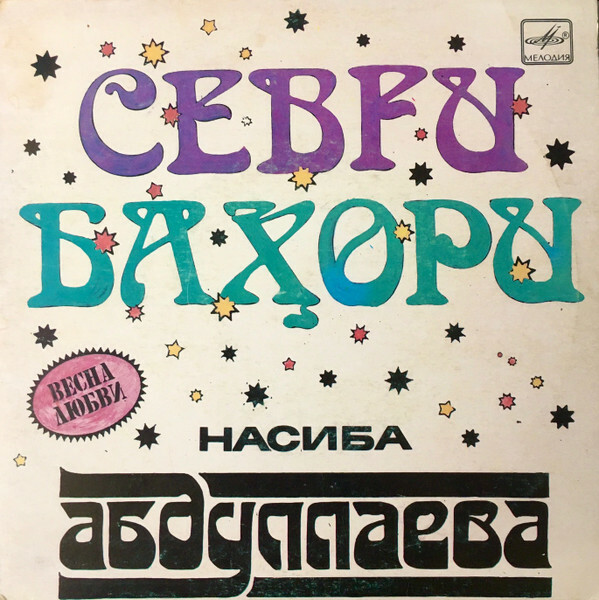 МЕЛОДИЯ ®
СЕВГИ
БАҲОРИ
ВЕСНА
ЛЮБВИ
НАСИБА
абдуллаева